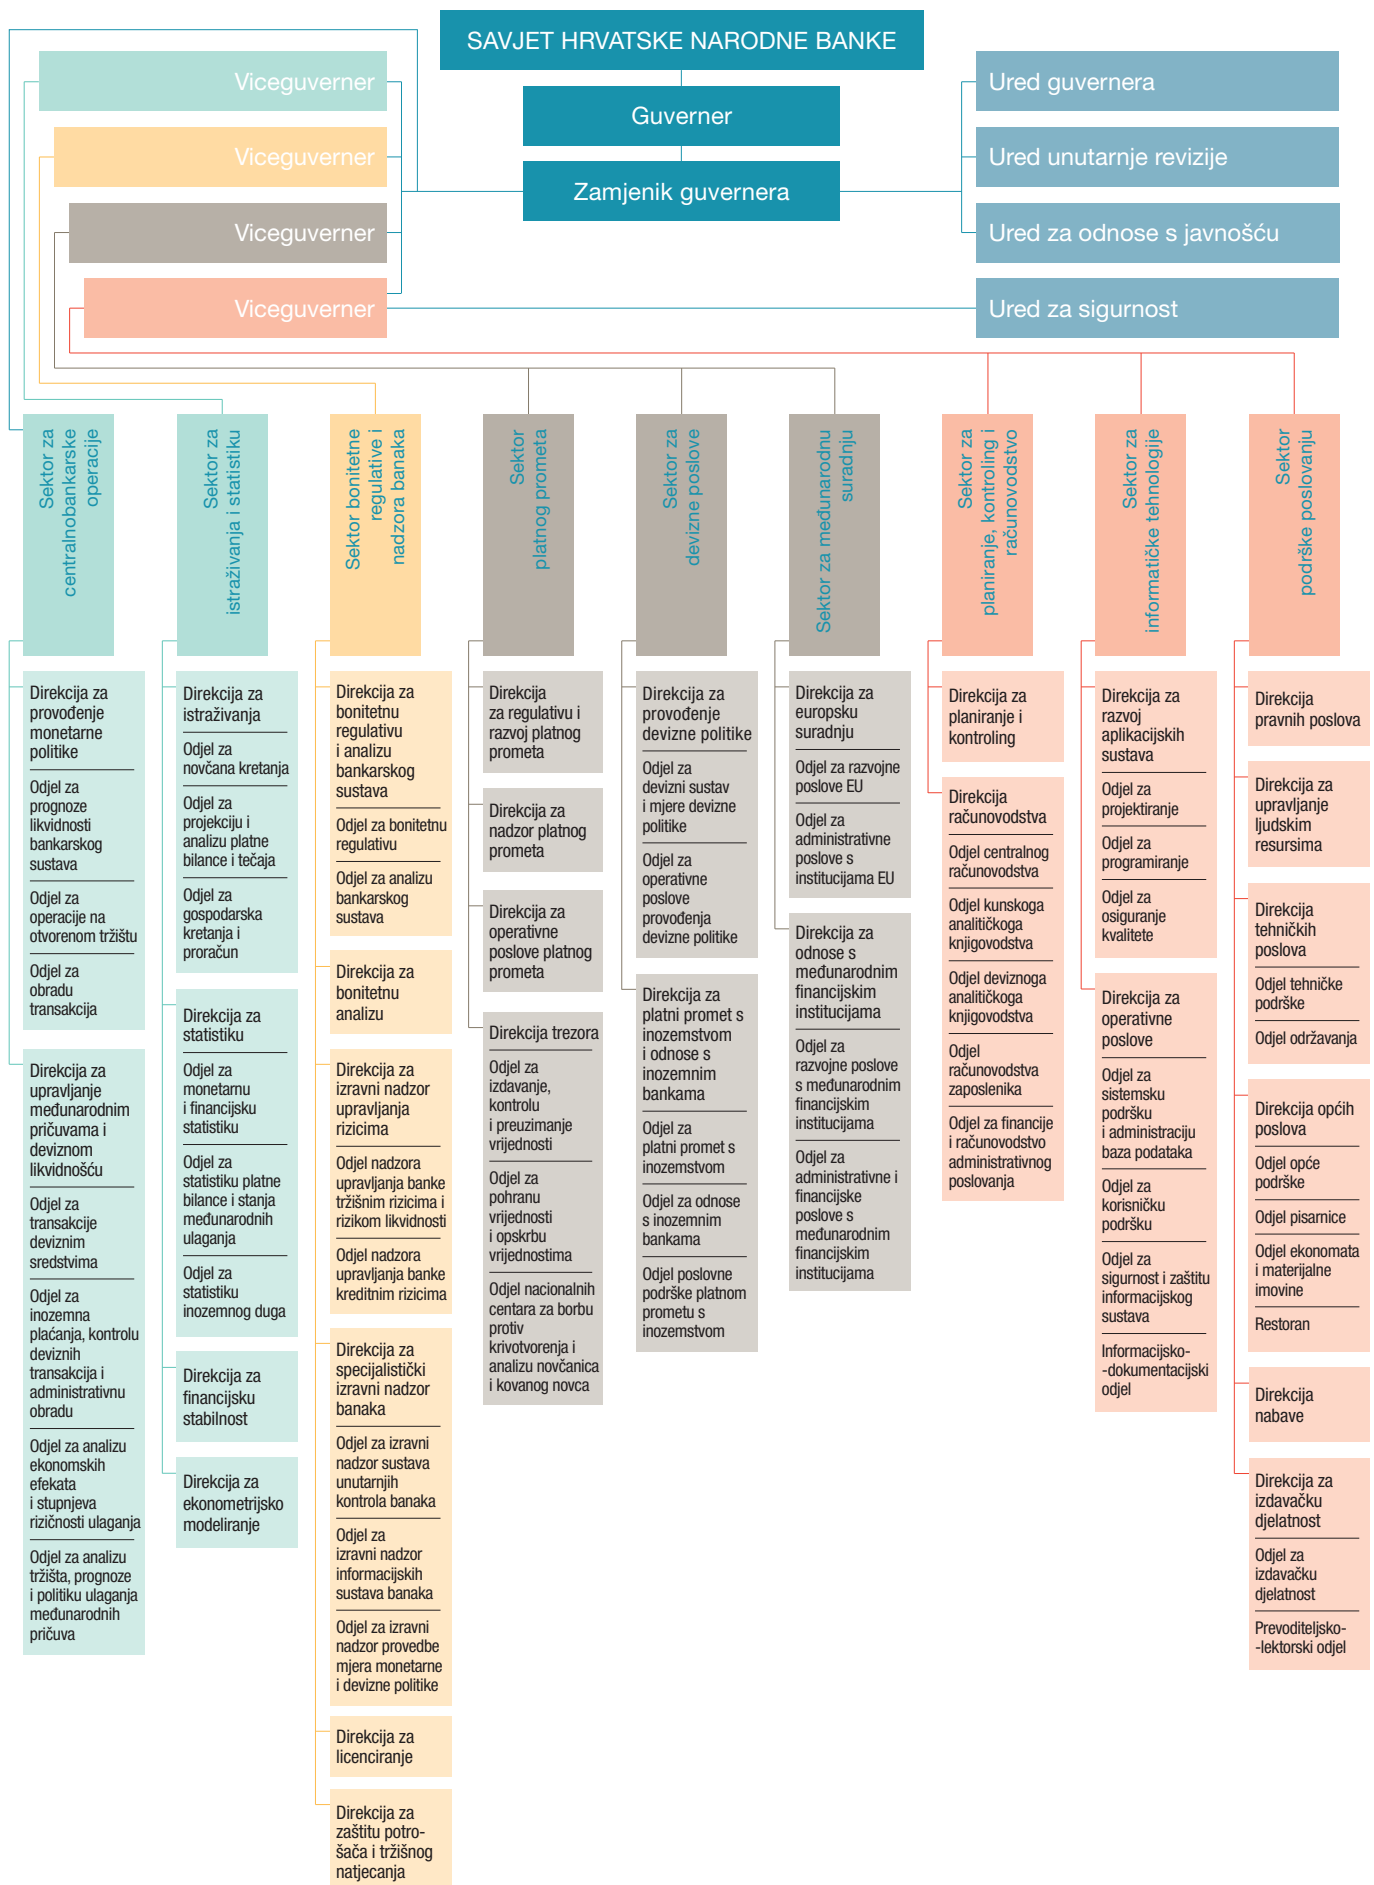 SAVJET HRVATSKE NARODNE BANKE
Guverner
Zamjenik guvernera
Viceguverner
Viceguverner
Viceguverner
Viceguverner
Ured guvernera
Ured unutarnje revizije
Ured za odnose s javnošću
Ured za sigurnost
Sektor za
centralnobankarske
operacije
Direkcija za
provođenje
monetarne
politike
Odjel za
prognoze
likvidnosti
bankarskog
sustava
Odjel za
operacije na
otvorenom tržištu
Odjel za
obradu
transakcija
Direkcija za
upravljanje
međunarodnim
pričuvama i
deviznom
likvidnošću
Odjel za
transakcije
deviznim
sredstvima
Odjel za
inozemna
plaćanja, kontrolu
deviznih
transakcija i
administrativnu
obradu
Odjel za analizu
ekonomskih
efekata
i stupnjeva
rizičnosti ulaganja
Odjel za analizu
tržišta, prognoze
i politiku ulaganja
međunarodnih
pričuva
Sektor za
istraživanja i statistiku
Direkcija za
istraživanja
Odjel za
novčana kretanja
Odjel za
projekciju i
analizu platne
bilance i tečaja
Odjel za
gospodarska
kretanja i
proračun
Direkcija za
statistiku
Odjel za
monetarnu
i financijsku
statistiku
Odjel za
statistiku platne
bilance i stanja
međunarodnih
ulaganja
Odjel za
statistiku
inozemnog duga
Direkcija za
financijsku
stabilnost
Direkcija za
ekonometrijsko
modeliranje
Sektor bonitetne
regulative i
nadzora banaka
Direkcija za
bonitetnu
regulativu
i analizu
bankarskog
sustava
Odjel za bonitetnu
regulativu
Odjel za analizu
bankarskog
sustava
Direkcija za
bonitetnu
analizu
Direkcija za
izravni nadzor
upravljanja
rizicima
Odjel nadzora
upravljanja banke
tržišnim rizicima i
rizikom likvidnosti
Odjel nadzora
upravljanja banke
kreditnim rizicima
Direkcija za
specijalistički
izravni nadzor
banaka
Odjel za izravni
nadzor sustava
unutarnjih
kontrola banaka
Odjel za
izravni nadzor
informacijskih
sustava banaka
Odjel za izravni
nadzor provedbe
mjera monetarne
i devizne politike
Direkcija za
licenciranje
Direkcija za
zaštitu potro-
šača i tržišnog
natjecanja
Sektor
platnog prometa
Direkcija
za regulativu i
razvoj platnog
prometa
Direkcija za
nadzor platnog
prometa
Direkcija za
operativne
poslove platnog
prometa
Direkcija trezora
Odjel za
izdavanje,
kontrolu
i preuzimanje
vrijednosti
Odjel za
pohranu
vrijednosti
i opskrbu
vrijednostima
Odjel nacionalnih
centara za borbu
protiv
krivotvorenja i
analizu novčanica
i kovanog novca
Sektor za
devizne poslove
Direkcija za
provođenje
devizne politike
Odjel za
devizni sustav
i mjere devizne
politike
Odjel za
operativne
poslove
provođenja
devizne politike
Direkcija za
platni promet s
inozemstvom
i odnose s
inozemnim
bankama
Odjel za
platni promet s
inozemstvom
Odjel za odnose
s inozemnim
bankama
Odjel poslovne
podrške platnom
prometu s
inozemstvom
Sektor za međunarodnu
suradnju
Direkcija za
europsku
suradnju
Odjel za razvojne
poslove EU
Odjel za
administrativne
poslove s
institucijama EU
Direkcija za
odnose s
međunarodnim
financijskim
institucijama
Odjel za
razvojne poslove
s međunarodnim
financijskim
institucijama
Odjel za
administrativne i
financijske
poslove s
međunarodnim
financijskim
institucijama
Sektor za
planiranje, kontroling i
računovodstvo
Direkcija za
planiranje i
kontroling
Direkcija
računovodstva
Odjel centralnog
računovodstva
Odjel kunskoga
analitičkoga
knjigovodstva
Odjel deviznoga
analitičkoga
knjigovodstva
Odjel
računovodstva
zaposlenika
Odjel za financije
i računovodstvo
administrativnog
poslovanja
Sektor za
informatičke tehnologije
Direkcija za
razvoj
aplikacijskih
sustava
Odjel za
projektiranje
Odjel za
programiranje
Odjel za
osiguranje
kvalitete
Direkcija za
operativne
poslove
Odjel za
sistemsku
podršku
i administraciju
baza podataka
Odjel za
korisničku
podršku
Odjel za
sigurnost i zaštitu
informacijskog
sustava
Informacijsko-
-dokumentacijski
odjel
Sektor
podrške poslovanju
Direkcija
pravnih poslova
Direkcija za
upravljanje
ljudskim
resursima
Direkcija
tehničkih
poslova
Odjel tehničke
podrške
Odjel održavanja
Direkcija općih
poslova
Odjel opće
podrške
Odjel pisarnice
Odjel ekonomata
i materijalne
imovine
Restoran
Direkcija
nabave
Direkcija za
izdavačku
djelatnost
Odjel za
izdavačku
djelatnost
Prevoditeljsko-
-lektorski odjel